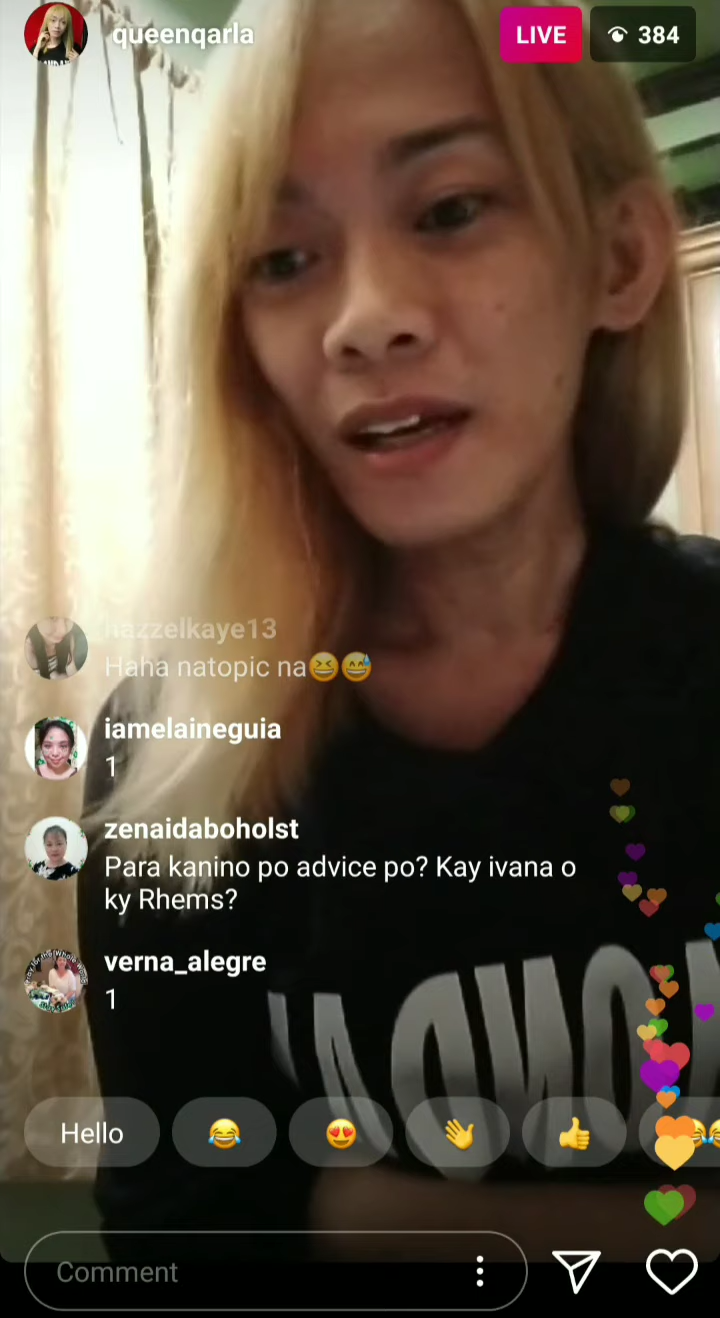 queenqarla
LIVE
384
hazzelkaye13
Haha natopic na😆😅
iamelaineguia
1
zenaidaboholst
Para kanino po advice po? Kay ivana o
ky Rhems?
verna_alegre
1
Hello
Comment